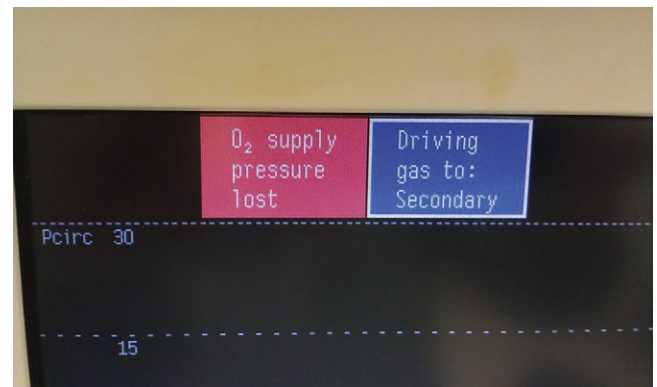 O₂ supply
pressure
lost
Driving
gas to:
Secondary
Pcirc 30
15